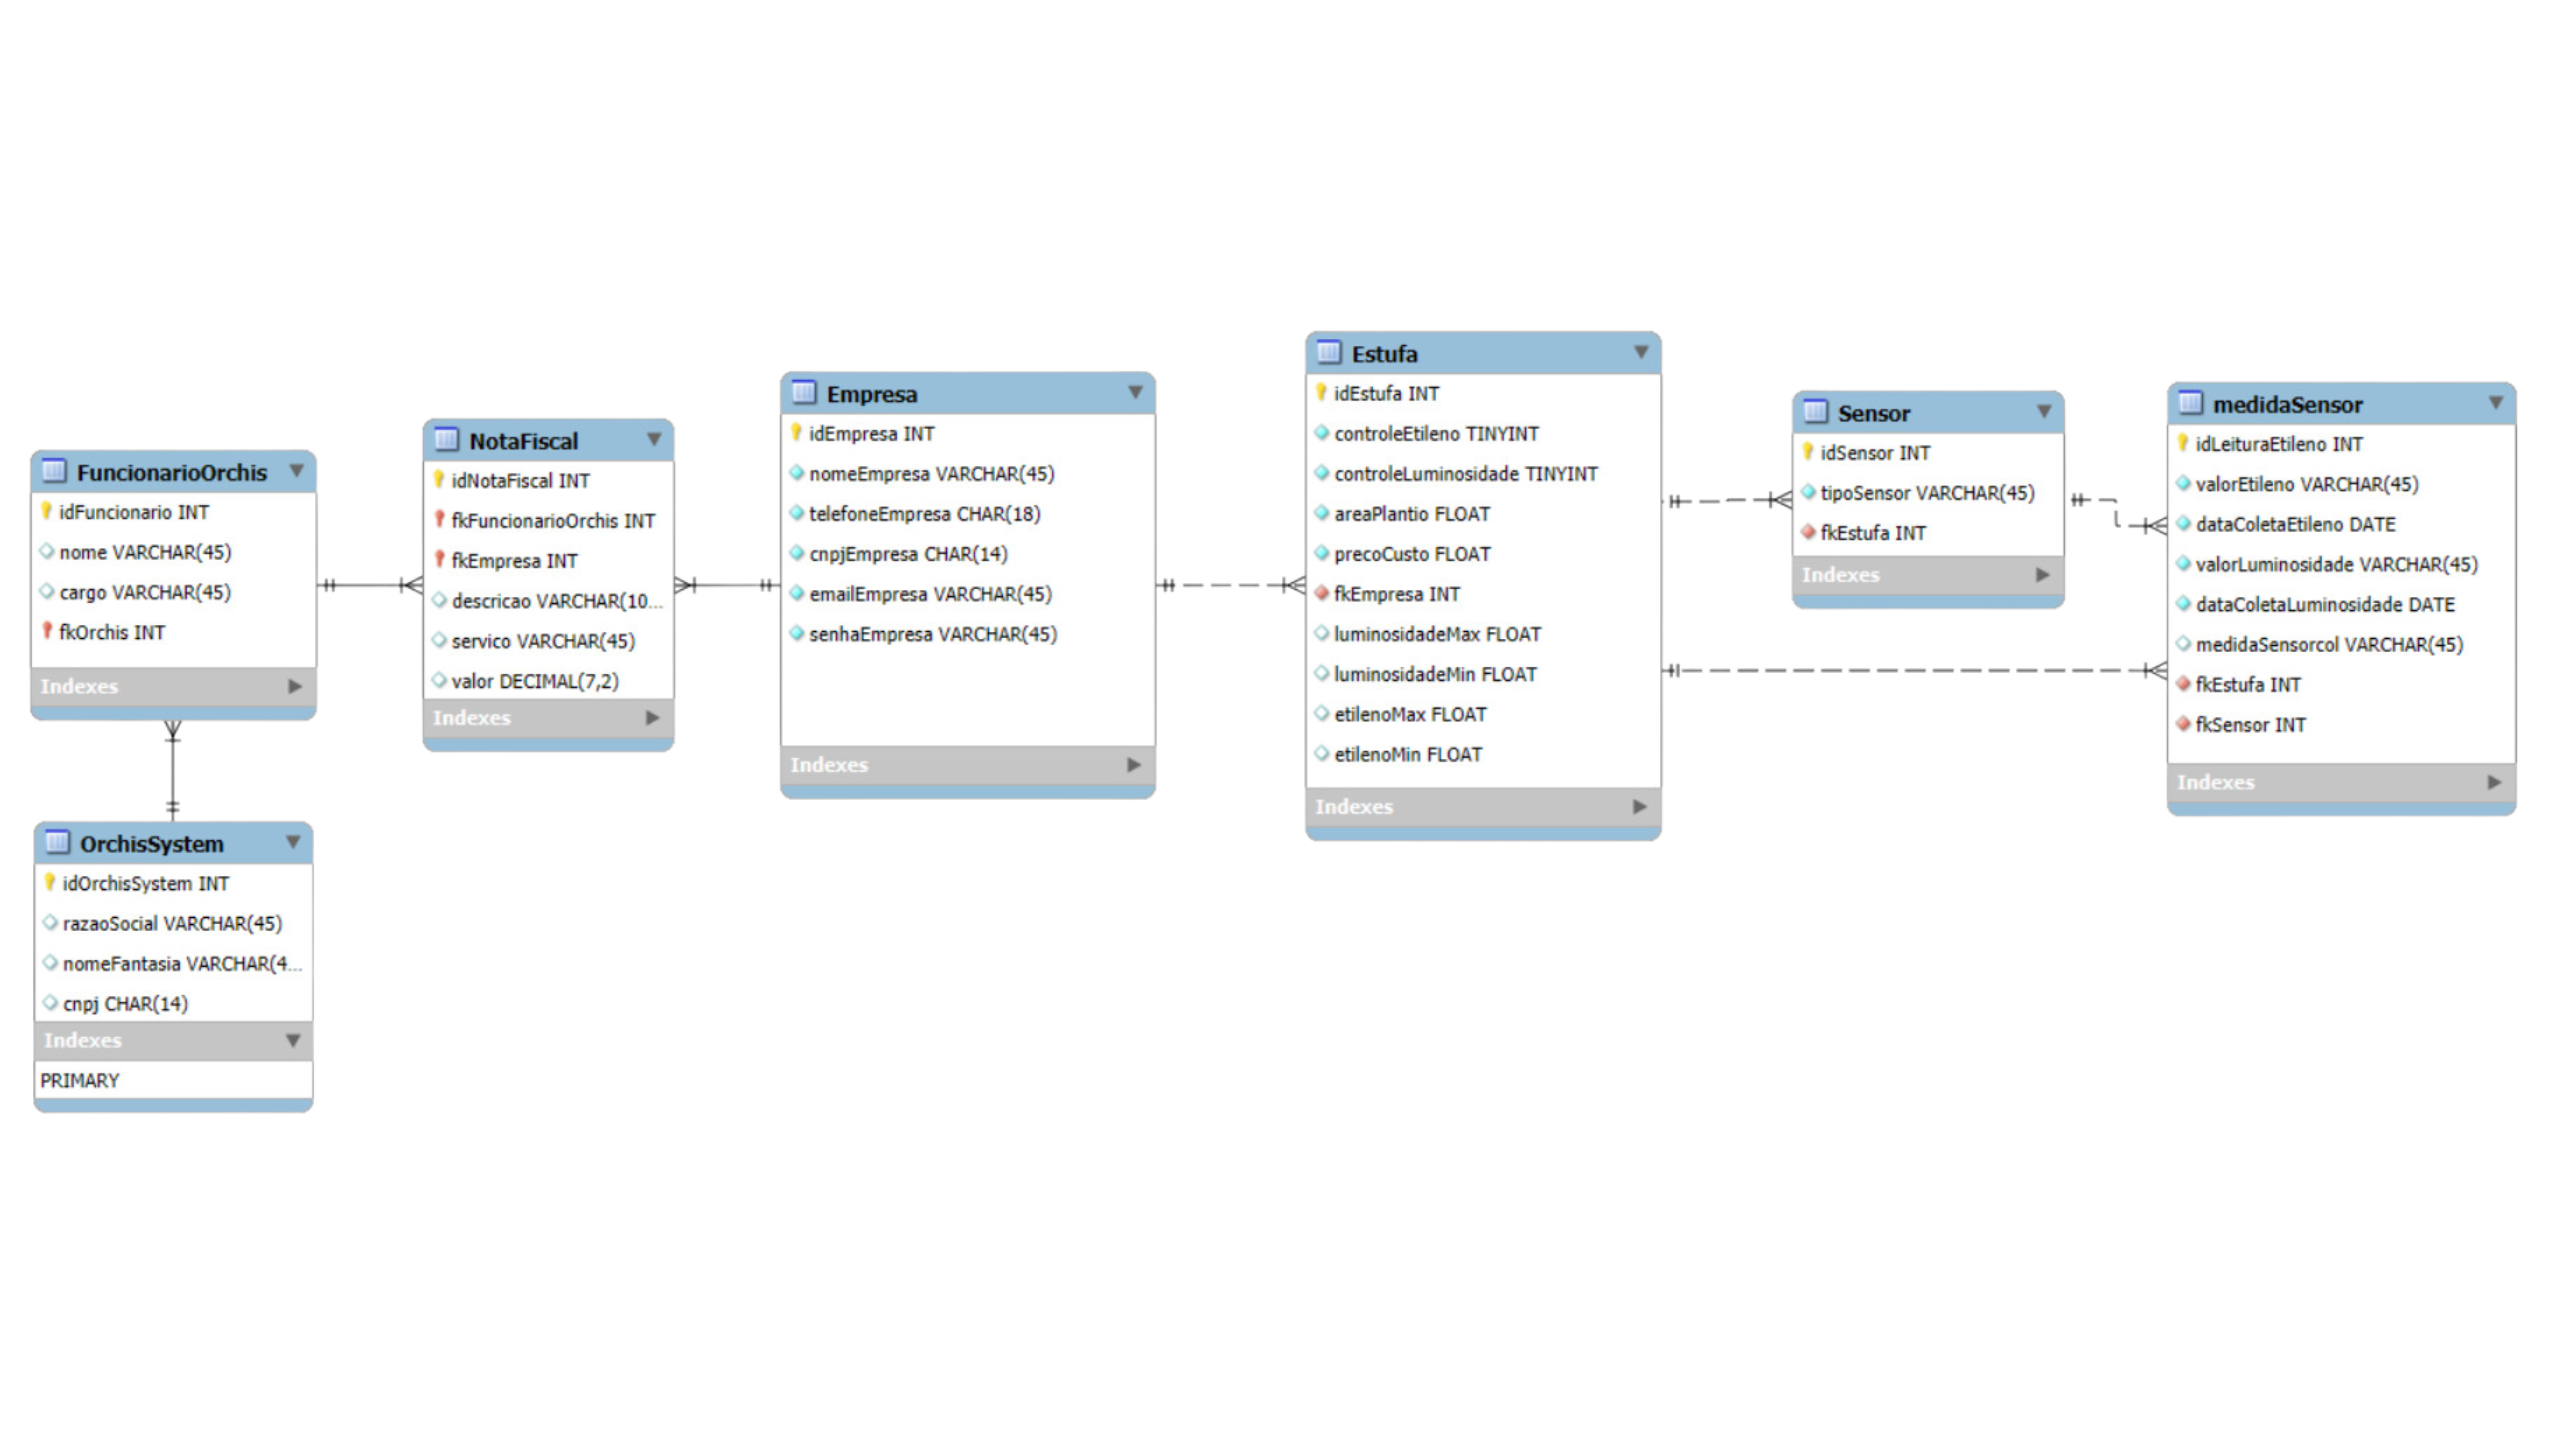 FuncionarioOrchis
idFuncionario INT
nome VARCHAR(45)
cargo VARCHAR(45)
fkOrchis INT
Indexes
OrchisSystem
idOrchisSystem INT
razaoSocial VARCHAR(45)
nomeFantasia VARCHAR(4...
cnpj CHAR(14)
Indexes
PRIMARY
NotaFiscal
idNotaFiscal INT
fkFuncionarioOrchis INT
fkEmpresa INT
descricao VARCHAR(10...
servico VARCHAR(45)
valor DECIMAL(7,2)
Indexes
Empresa
idEmpresa INT
nomeEmpresa VARCHAR(45)
telefoneEmpresa CHAR(18)
cnpjEmpresa CHAR(14)
emailEmpresa VARCHAR(45)
senhaEmpresa VARCHAR(45)
Indexes
Estufa
idEstufa INT
controleEtileno TINYINT
controleLuminosidade TINYINT
areaPlantio FLOAT
precoCusto FLOAT
fkEmpresa INT
luminosidadeMax FLOAT
luminosidadeMin FLOAT
etilenoMax FLOAT
etilenoMin FLOAT
Indexes
Sensor
idSensor INT
tipoSensor VARCHAR(45)
fkEstufa INT
Indexes
medidaSensor
idLeituraEtileno INT
valorEtileno VARCHAR(45)
dataColetaEtileno DATE
valorLuminosidade VARCHAR(45)
dataColetaLuminosidade DATE
medidaSensorcol VARCHAR(45)
fkEstufa INT
fkSensor INT
Indexes